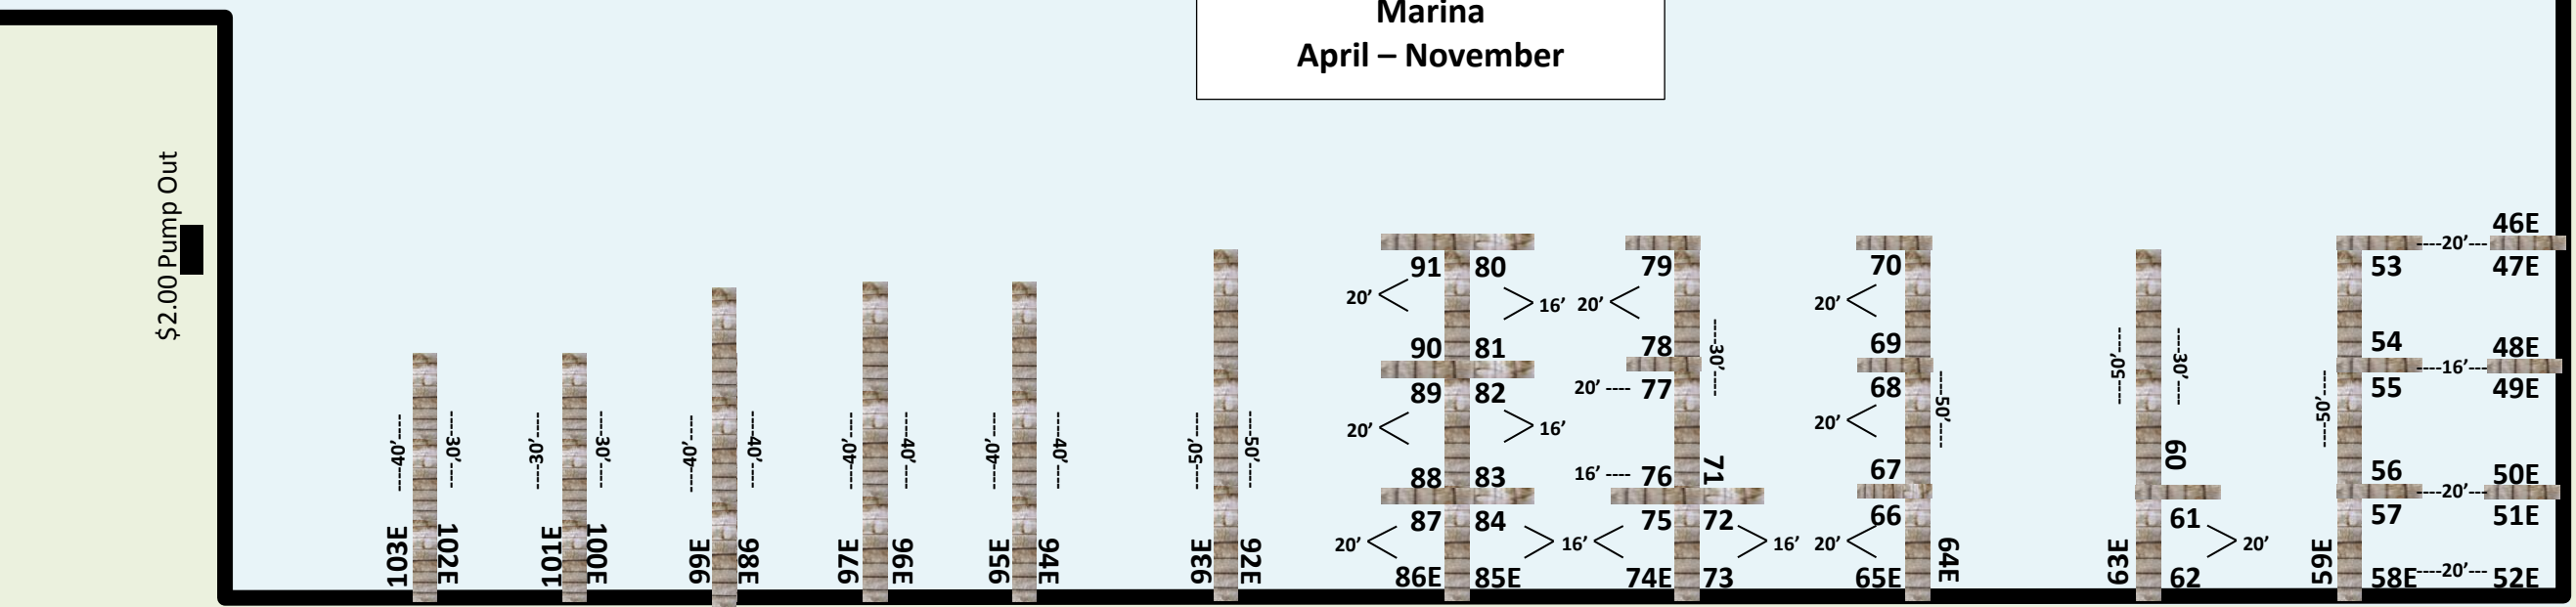 Marina
April – November
$2.00 Pump Out
103E
----40'----
----30'----
102E
101E
----30'----
----30'----
100E
99E
----40'----
----40'----
98E
97E
----40'----
----40'----
96E
95E
----40'----
----40'----
94E
93E
----50'----
----50'----
92E
91 80
20' 16'
90 81
89 82
20' 16'
88 83
87 84
20' 16'
86E 85E
79
20'
78
----30'----
20' ---- 77
16' ---- 76
71
75 72
16'
74E 73
70
20'
69
68
20'
----50'----
67
66
20'
65E
64E
----50'----
----30'----
60
61
20'
63E
62
46E
----20'---
53 47E
54 48E
----16'---
55 49E
----50'----
56 50E
----20'---
57 51E
59E
58E ----20'--- 52E